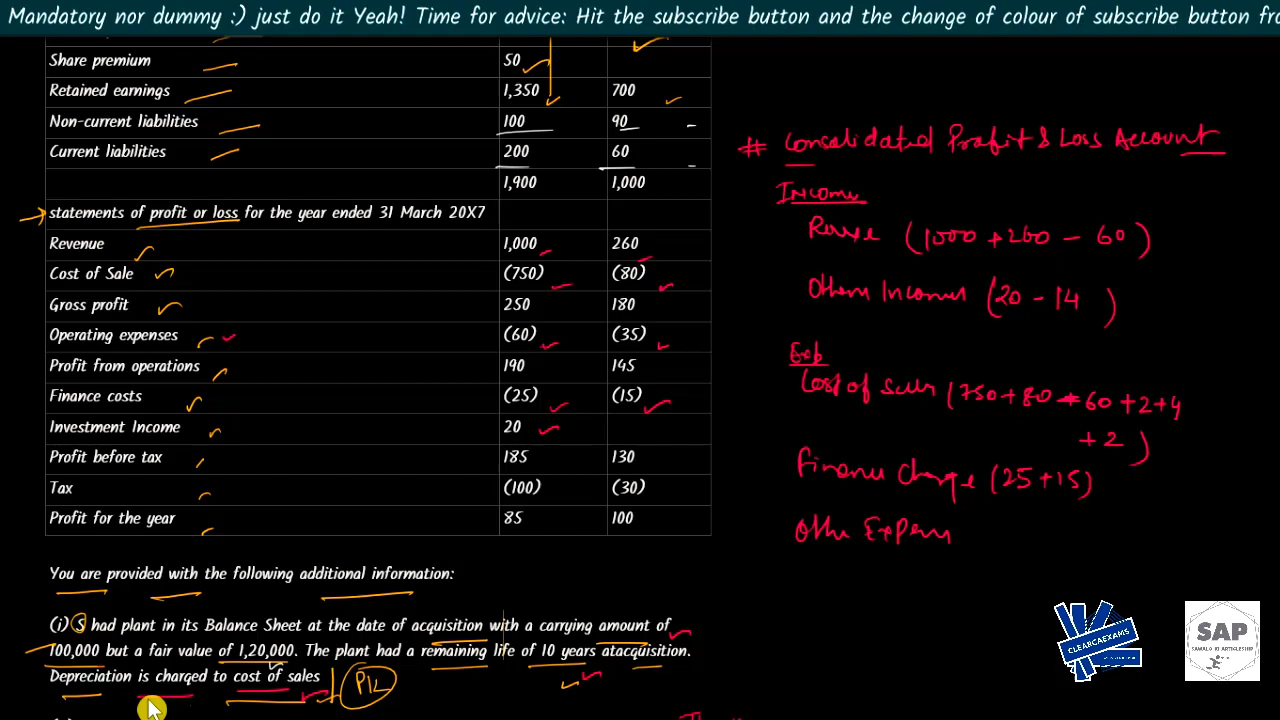 Mandatory nor dummy :) just do it Yeah! Time for advice: Hit the subscribe button and the change of colour of subscribe button fro
Share premium 50
Retained earnings 1,350 700
Non-current liabilities 100 90 -
Current liabilities 200 60 -
1,900 1,000
statements of profit or loss for the year ended 31 March 20X7
Revenue 1,000 260
Cost of Sale (750) (80)
Gross profit 250 180
Operating expenses (60) (35)
Profit from operations 190 145
Finance costs (25) (15)
Investment Income 20
Profit before tax 185 130
Tax (100) (30)
Profit for the year 85 100
You are provided with the following additional information:
(i) S had plant in its Balance Sheet at the date of acquisition with a carrying amount of
100,000 but a fair value of 1,20,000. The plant had a remaining life of 10 years atacquisition.
Depreciation is charged to cost of sales P/L
# Consolidated Profit & Loss Account
Income
(1000 + 260 - 60)
Others Incomes (20 - 14)
Exp
Cost of (750 + 80 - 60 + 2 + 4
+ 2)
Finance Charge (25 + 15)
CLEARCAEXAMS
SAP
SAWAAL KI ARTICLESHIP